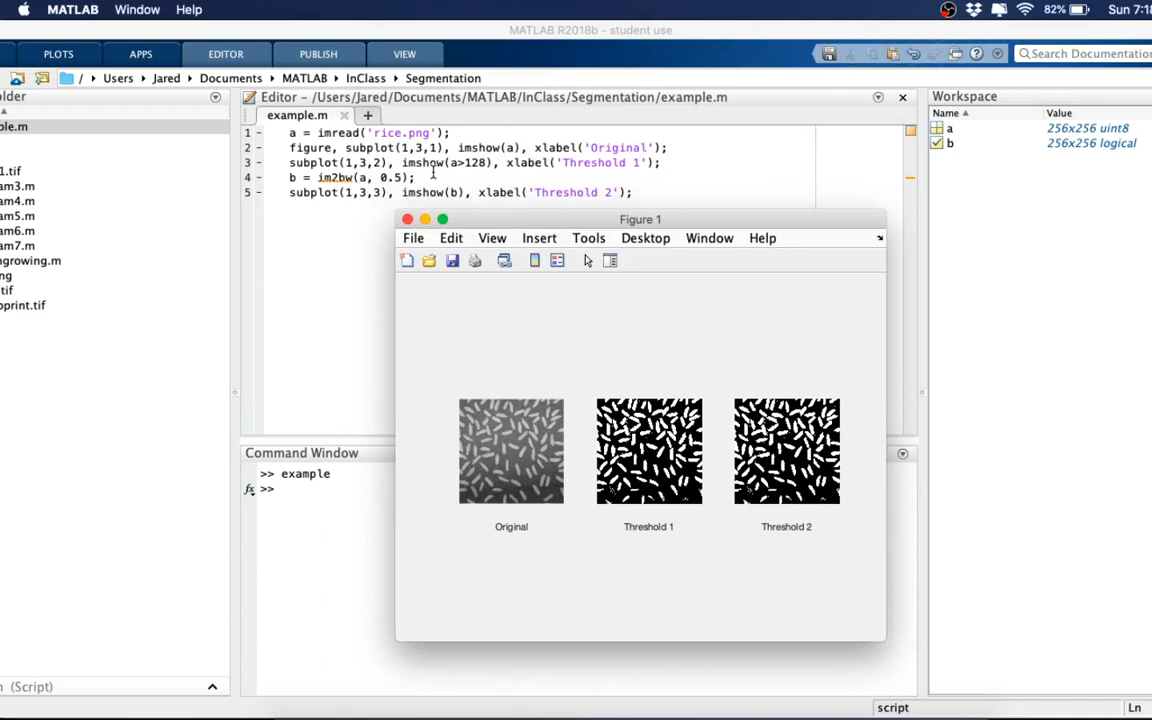 MATLAB Window Help 82% Sun 7:18
MATLAB R2018b - student use
PLOTS APPS EDITOR PUBLISH VIEW Search Documentation
/ Users Jared Documents MATLAB InClass Segmentation
older
Editor - /Users/Jared/Documents/MATLAB/InClass/Segmentation/example.m
Workspace
example.m +
Name Value
le.m
a 256x256 uint8
b 256x256 logical
1 - a = imread('rice.png');
2 - figure, subplot(1,3,1), imshow(a), xlabel('Original');
3 - subplot(1,3,2), imshow(a>128), xlabel('Threshold 1');
4 - b = im2bw(a, 0.5);
5 - subplot(1,3,3), imshow(b), xlabel('Threshold 2');
1.tif
am3.m
am4.m
am5.m
am6.m
am7.m
ngrowing.m
ng
tif
oprint.tif
Figure 1
File Edit View Insert Tools Desktop Window Help
Original Threshold 1 Threshold 2
Command Window
>> example
fx >>
(Script)
script Ln